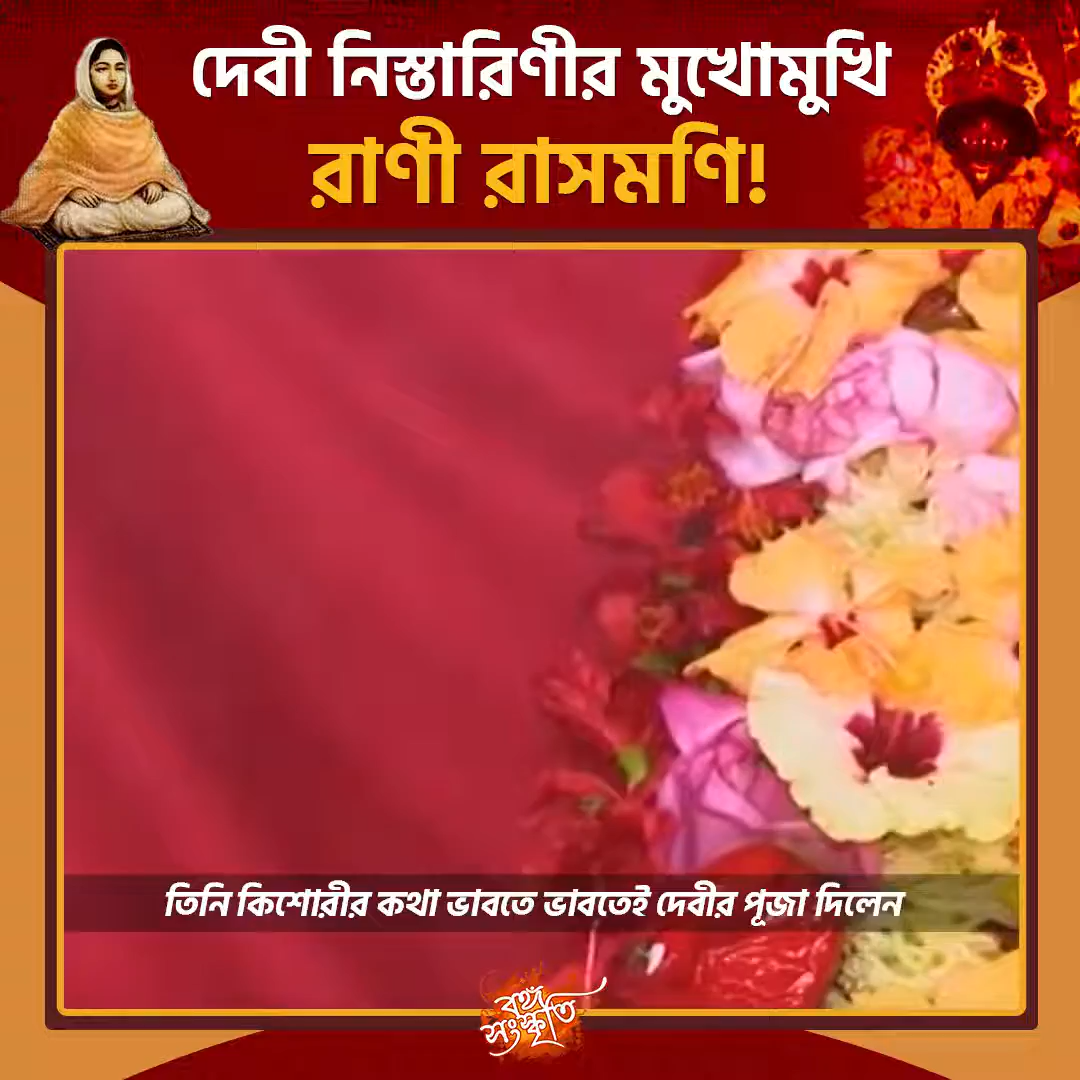 দেবী নিস্তারিণীর মুখোমুখি
রাণী রাসমণি!
তিনি কিশোরীর কথা ভাবতে ভাবতেই দেবীর পূজা দিলেন
বঙ্গ
সংস্কৃতি